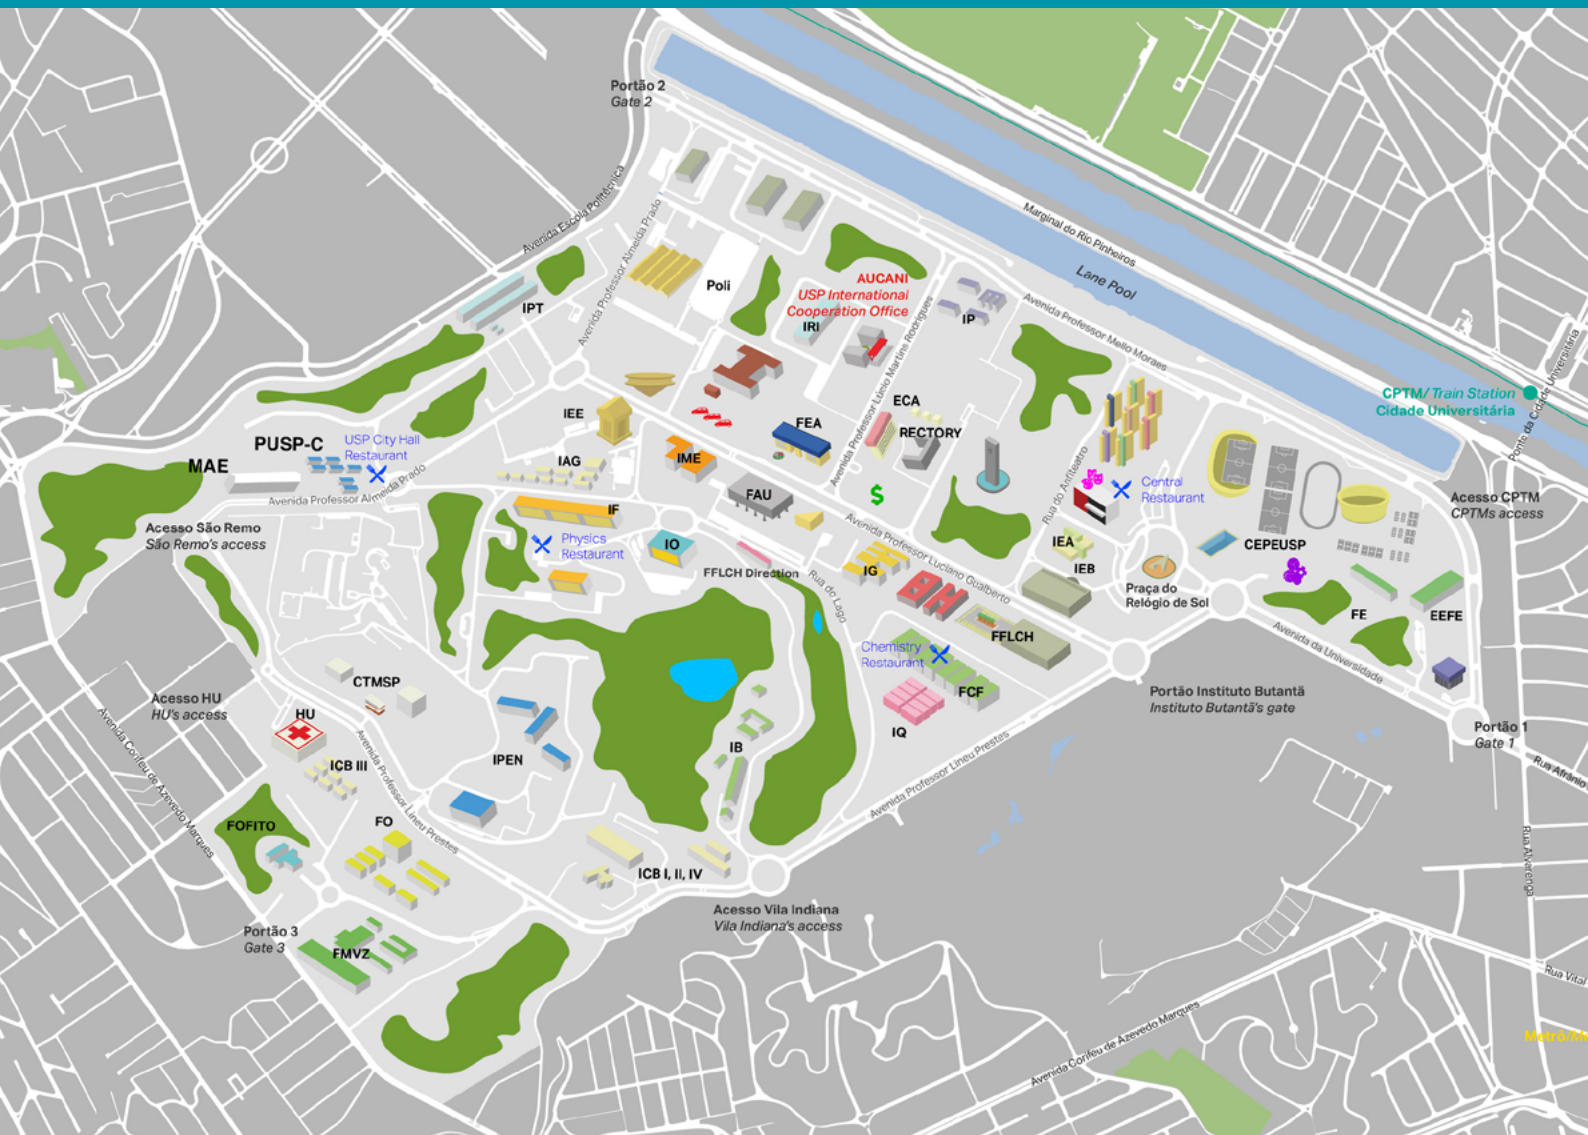 Portão 2
Gate 2
Avenida Escola Politécnica
Avenida Professor Almeida Prado
Marginal do Rio Pinheiros
Lane Pool
Poli
IPT
AUCANI
USP International
Cooperation Office
IRI
IP
Avenida Professor Mello Moraes
Avenida Professor Lúcio Martins Rodrigues
CPTM/ Train Station
Cidade Universitária
Ponte da Cidade Universitária
IEE
ECA
FEA
RECTORY
PUSP-C
USP City Hall
Restaurant
MAE
IAG
IME
FAU
$
Avenida Professor Almeida Prado
Rua do Anfiteatro
Central
Restaurant
Acesso CPTM
CPTMs access
Acesso São Remo
São Remo's access
IF
Physics
Restaurant
IO
FFLCH Direction
Avenida Professor Luciano Gualberto
IEA
IEB
CEPEUSP
IG
Rua do Lago
Praça do
Relógio de Sol
FE
EEFE
FFLCH
Chemistry
Restaurant
FCF
IQ
Avenida da Universidade
Portão Instituto Butantã
Instituto Butantã's gate
Portão 1
Gate 1
Rua Afrânio
CTMSP
Acesso HU
HU's access
HU
ICB III
IPEN
IB
Avenida Corifeu de Azevedo Marques
Avenida Professor Lineu Prestes
Avenida Professor Lineu Prestes
FOFITO
FO
ICB I, II, IV
Rua Alvarenga
Acesso Vila Indiana
Vila Indiana's access
Portão 3
Gate 3
FMVZ
Rua Vital
Avenida Corifeu de Azevedo Marques